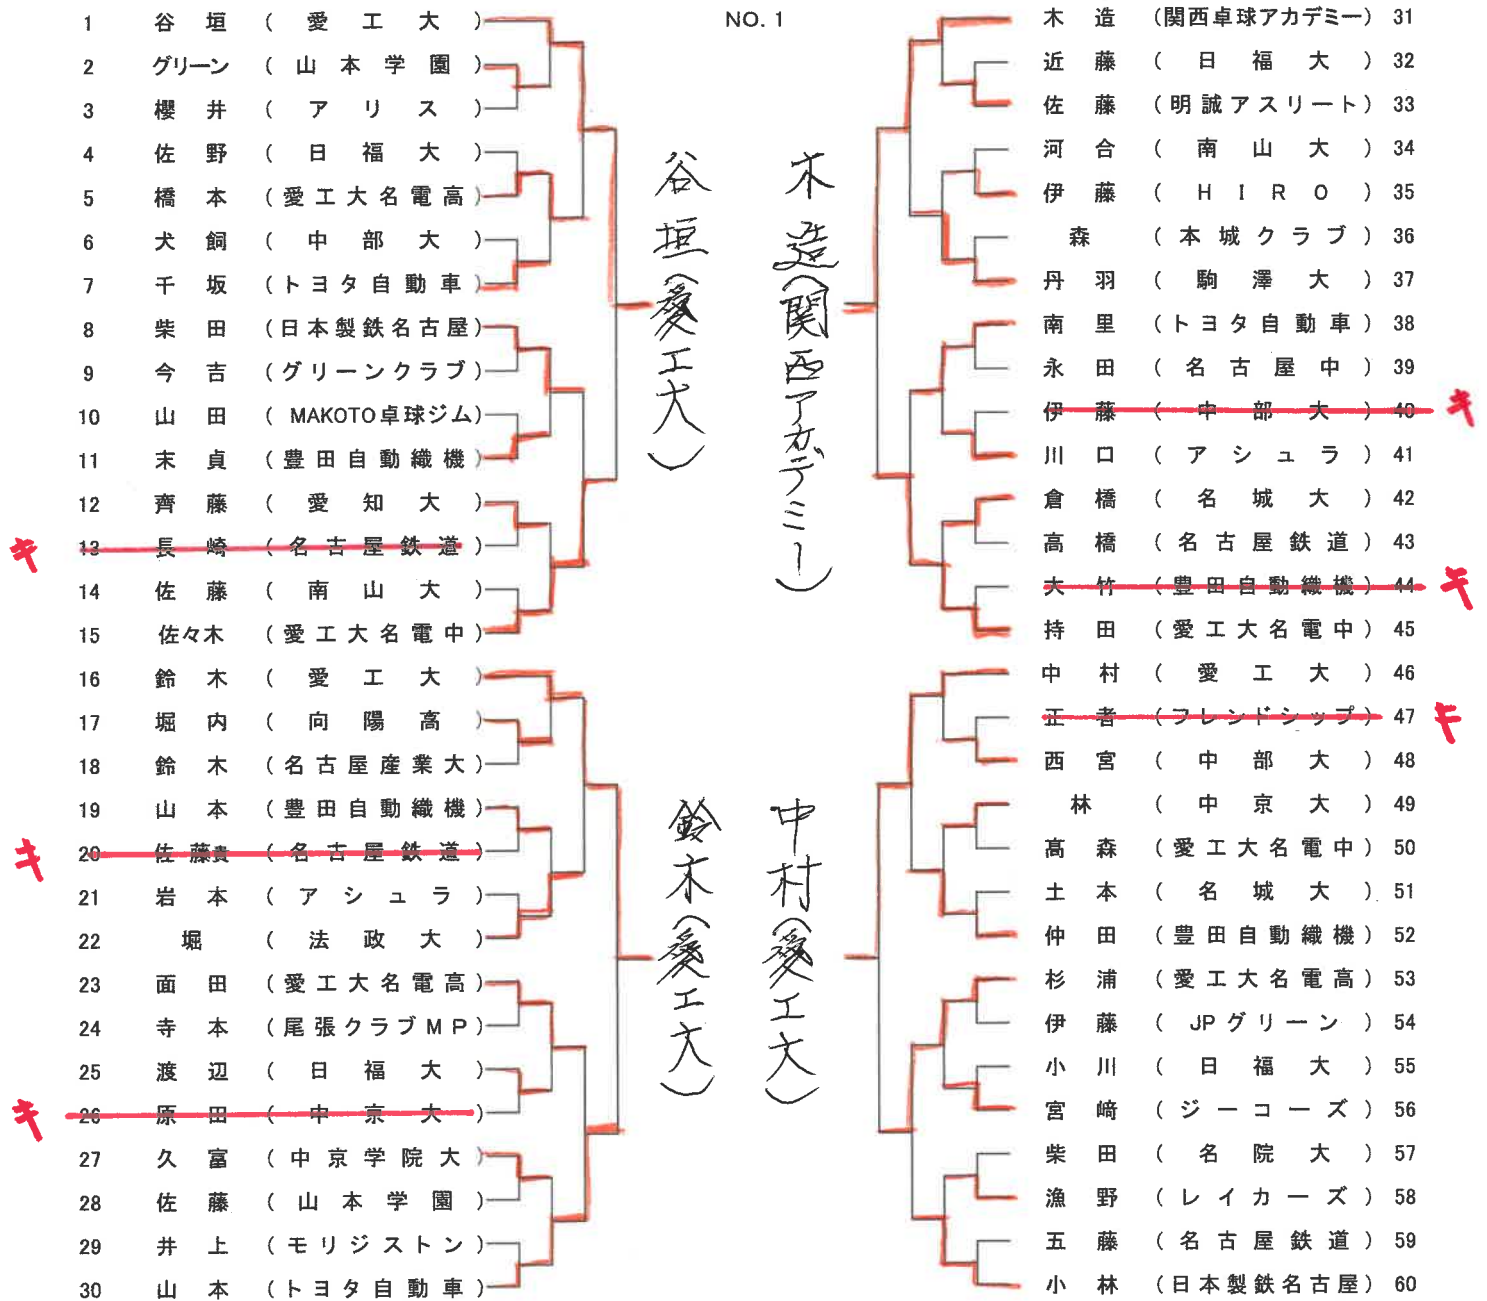 NO. 1
1 谷垣 (愛工大)
2 グリーン (山本学園)
3 櫻井 (アリス)
4 佐野 (日福大)
5 橋本 (愛工大名電高)
6 犬飼 (中部大)
7 千坂 (トヨタ自動車)
8 柴田 (日本製鉄名古屋)
9 今吉 (グリーンクラブ)
10 山田 (MAKOTO卓球ジム)
11 末貞 (豊田自動織機)
12 齊藤 (愛知大)
キ 13 長崎 (名古屋鉄道)
14 佐藤 (南山大)
15 佐々木 (愛工大名電中)
16 鈴木 (愛工大)
17 堀内 (向陽高)
18 鈴木 (名古屋産業大)
19 山本 (豊田自動織機)
キ 20 佐藤貴 (名古屋鉄道)
21 岩本 (アシュラ)
22 堀 (法政大)
23 面田 (愛工大名電高)
24 寺本 (尾張クラブMP)
25 渡辺 (日福大)
キ 26 原田 (中京大)
27 久富 (中京学院大)
28 佐藤 (山本学園)
29 井上 (モリジストン)
30 山本 (トヨタ自動車)
谷垣(愛工大)
鈴木(愛工大)
木造(関西アカデミー)
中村(愛工大)
木造 (関西卓球アカデミー) 31
近藤 (日福大) 32
佐藤 (明誠アスリート) 33
河合 (南山大) 34
伊藤 (HIRO) 35
森 (本城クラブ) 36
丹羽 (駒澤大) 37
南里 (トヨタ自動車) 38
永田 (名古屋中) 39
伊藤 (中部大) 40 キ
川口 (アシュラ) 41
倉橋 (名城大) 42
高橋 (名古屋鉄道) 43
大竹 (豊田自動織機) 44 キ
持田 (愛工大名電中) 45
中村 (愛工大) 46
正者 (フレンドシップ) 47 キ
西宮 (中部大) 48
林 (中京大) 49
髙森 (愛工大名電中) 50
土本 (名城大) 51
仲田 (豊田自動織機) 52
杉浦 (愛工大名電高) 53
伊藤 (JPグリーン) 54
小川 (日福大) 55
宮﨑 (ジーコーズ) 56
柴田 (名院大) 57
漁野 (レイカーズ) 58
五藤 (名古屋鉄道) 59
小林 (日本製鉄名古屋) 60